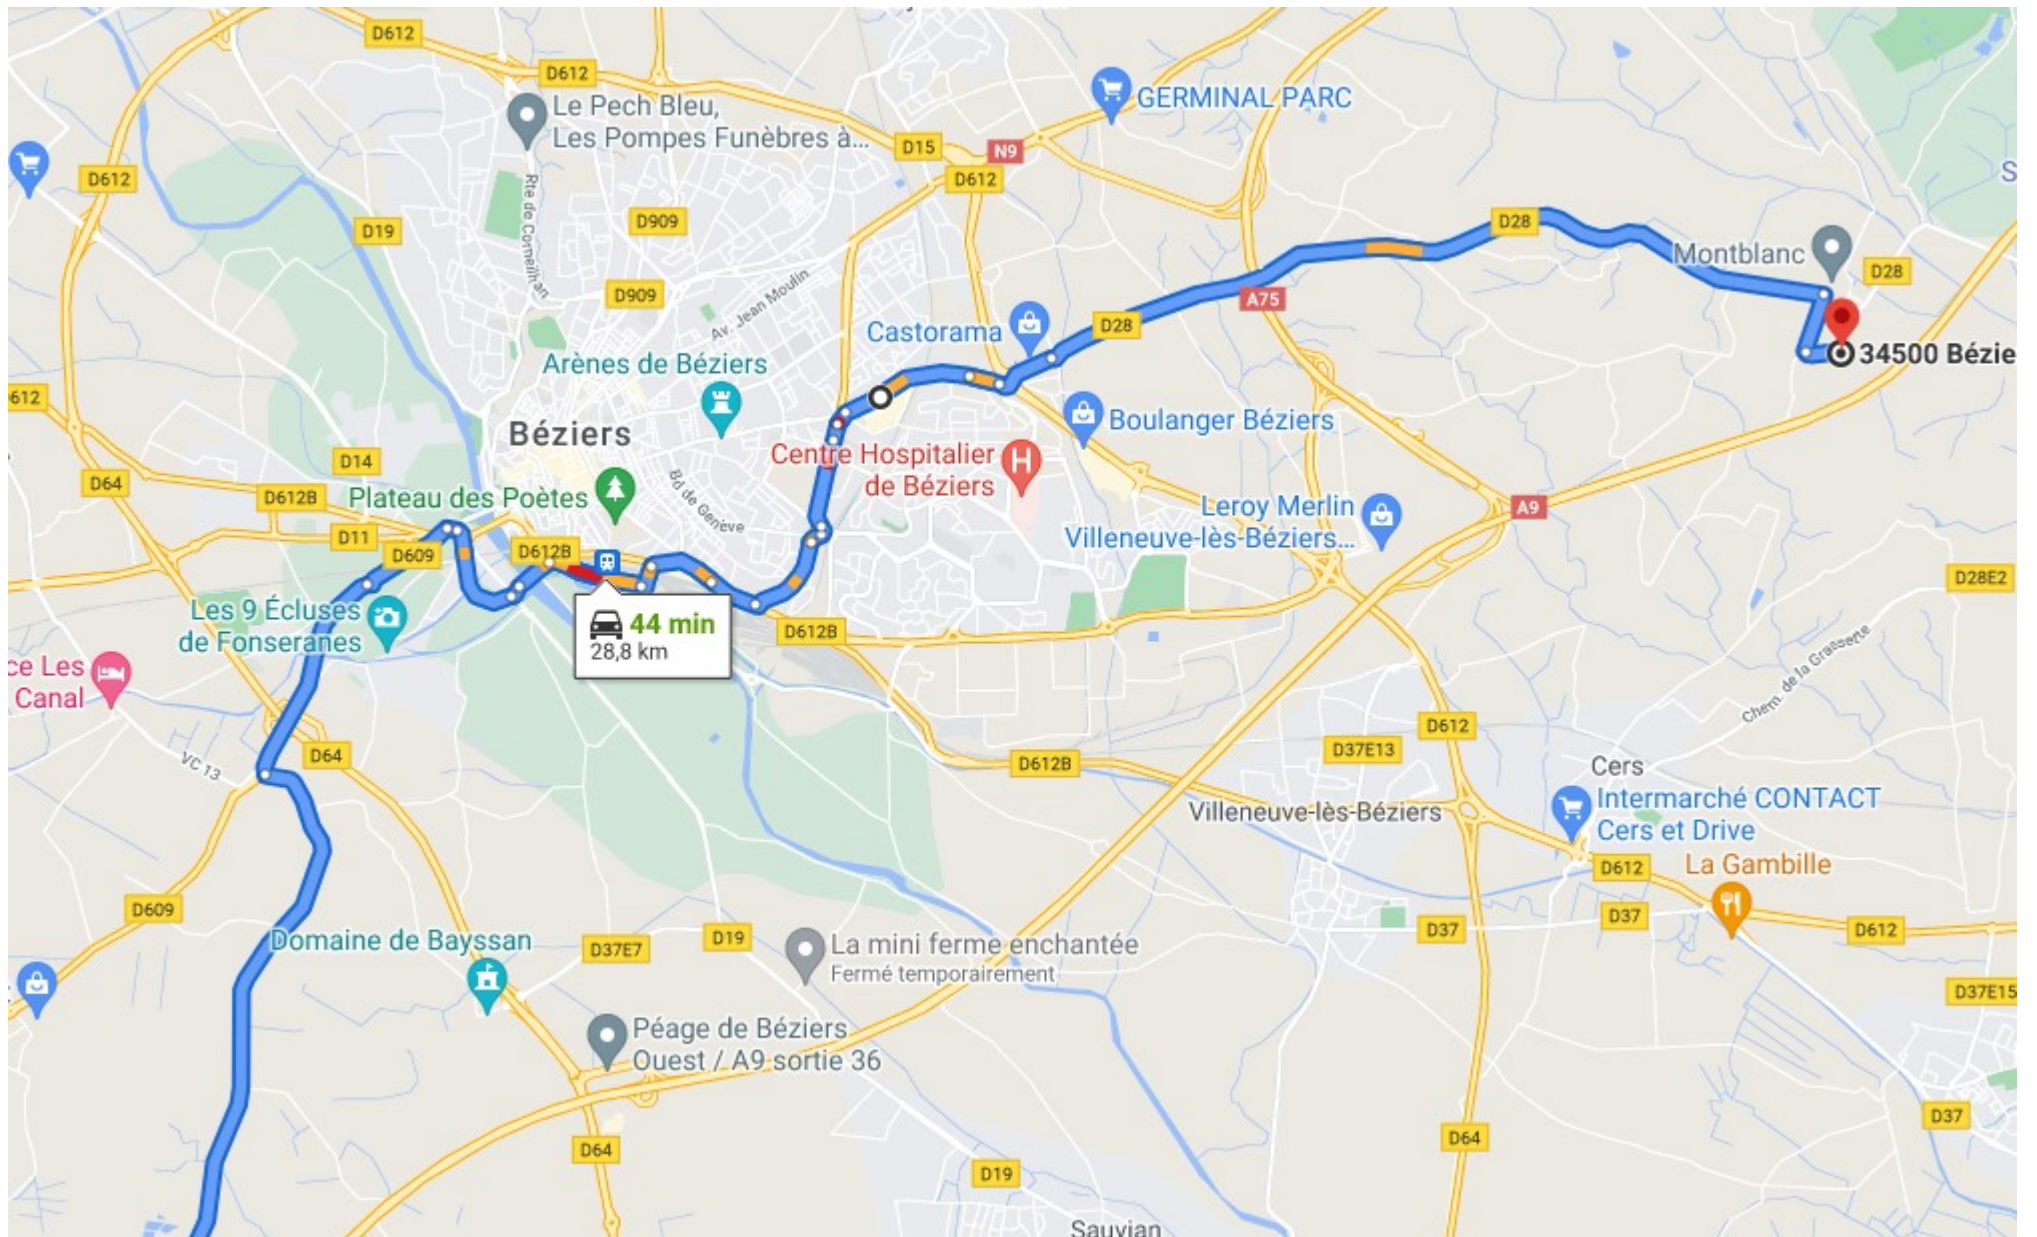 D612
D612
Le Pech Bleu,
Les Pompes Funèbres à...
GERMINAL PARC
D15
N9
D612
D612
S
Rte de Corneilhan
D909
D19
D28
Montblanc
D28
D909
Av. Jean Moulin
A75
Castorama
D28
34500 Bézie
Arènes de Béziers
612
Béziers
Boulanger Béziers
Centre Hospitalier
de Béziers
D14
D64
D612B
Plateau des Poètes
Bd de Genève
Leroy Merlin
Villeneuve-lès-Béziers...
A9
D11
D609
D612B
D28E2
Les 9 Écluses
de Fonseranes
44 min
28,8 km
D612B
ce Les
Canal
Chem. de la Grasserte
D64
VC 13
D612
D37E13
D612B
Cers
Intermarché CONTACT
Cers et Drive
Villeneuve-lès-Béziers
D612
La Gambille
D609
D37
D37
D612
Domaine de Bayssan
D37E7
D19
La mini ferme enchantée
Fermé temporairement
D37E15
Péage de Béziers
Ouest / A9 sortie 36
D64
D64
D37
D19
Sauvian